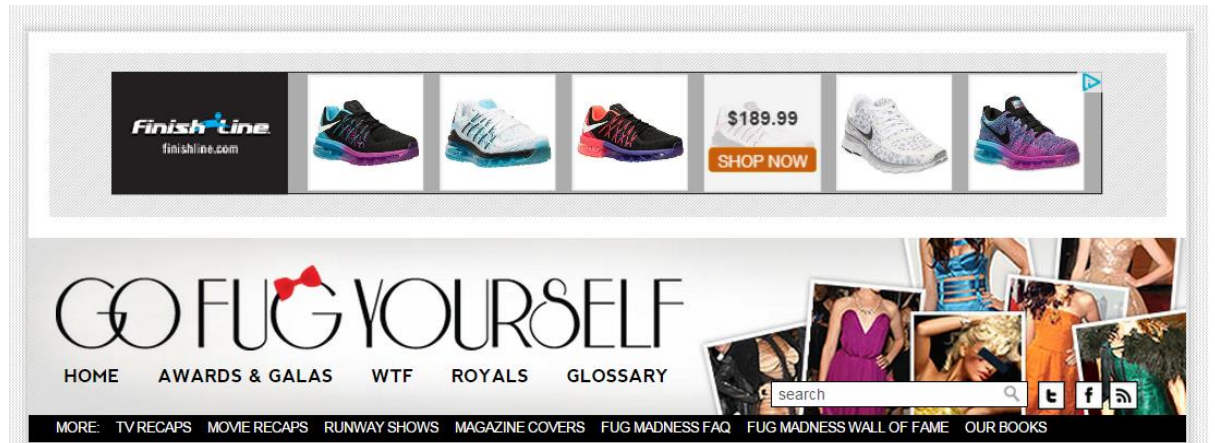 Finish Line
finishline.com
$189.99
SHOP NOW
GO FUG YOURSELF
HOME AWARDS & GALAS WTF ROYALS GLOSSARY
search
MORE: TV RECAPS MOVIE RECAPS RUNWAY SHOWS MAGAZINE COVERS FUG MADNESS FAQ FUG MADNESS WALL OF FAME OUR BOOKS